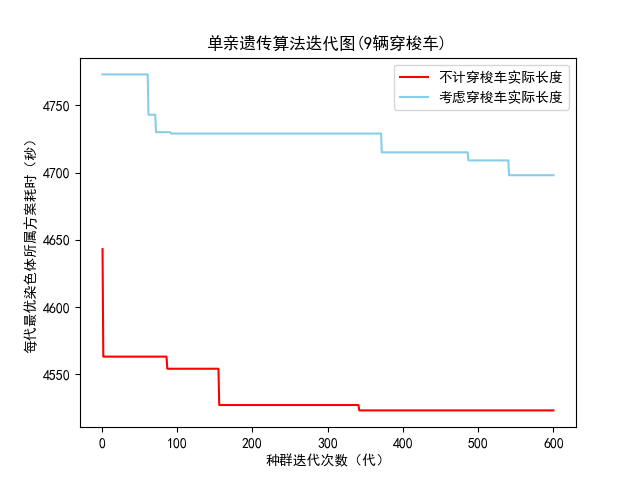 单亲遗传算法迭代图(9辆穿梭车)
不计穿梭车实际长度
考虑穿梭车实际长度
每代最优染色体所属方案耗时（秒）
4750
4700
4650
4600
4550
0 100 200 300 400 500 600
种群迭代次数（代）